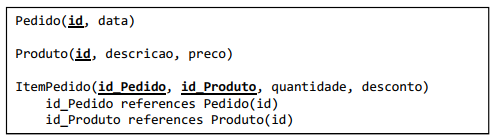 Pedido(id, data)
Produto(id, descricao, preco)
ItemPedido(id_Pedido, id_Produto, quantidade, desconto)
id_Pedido references Pedido(id)
id_Produto references Produto(id)